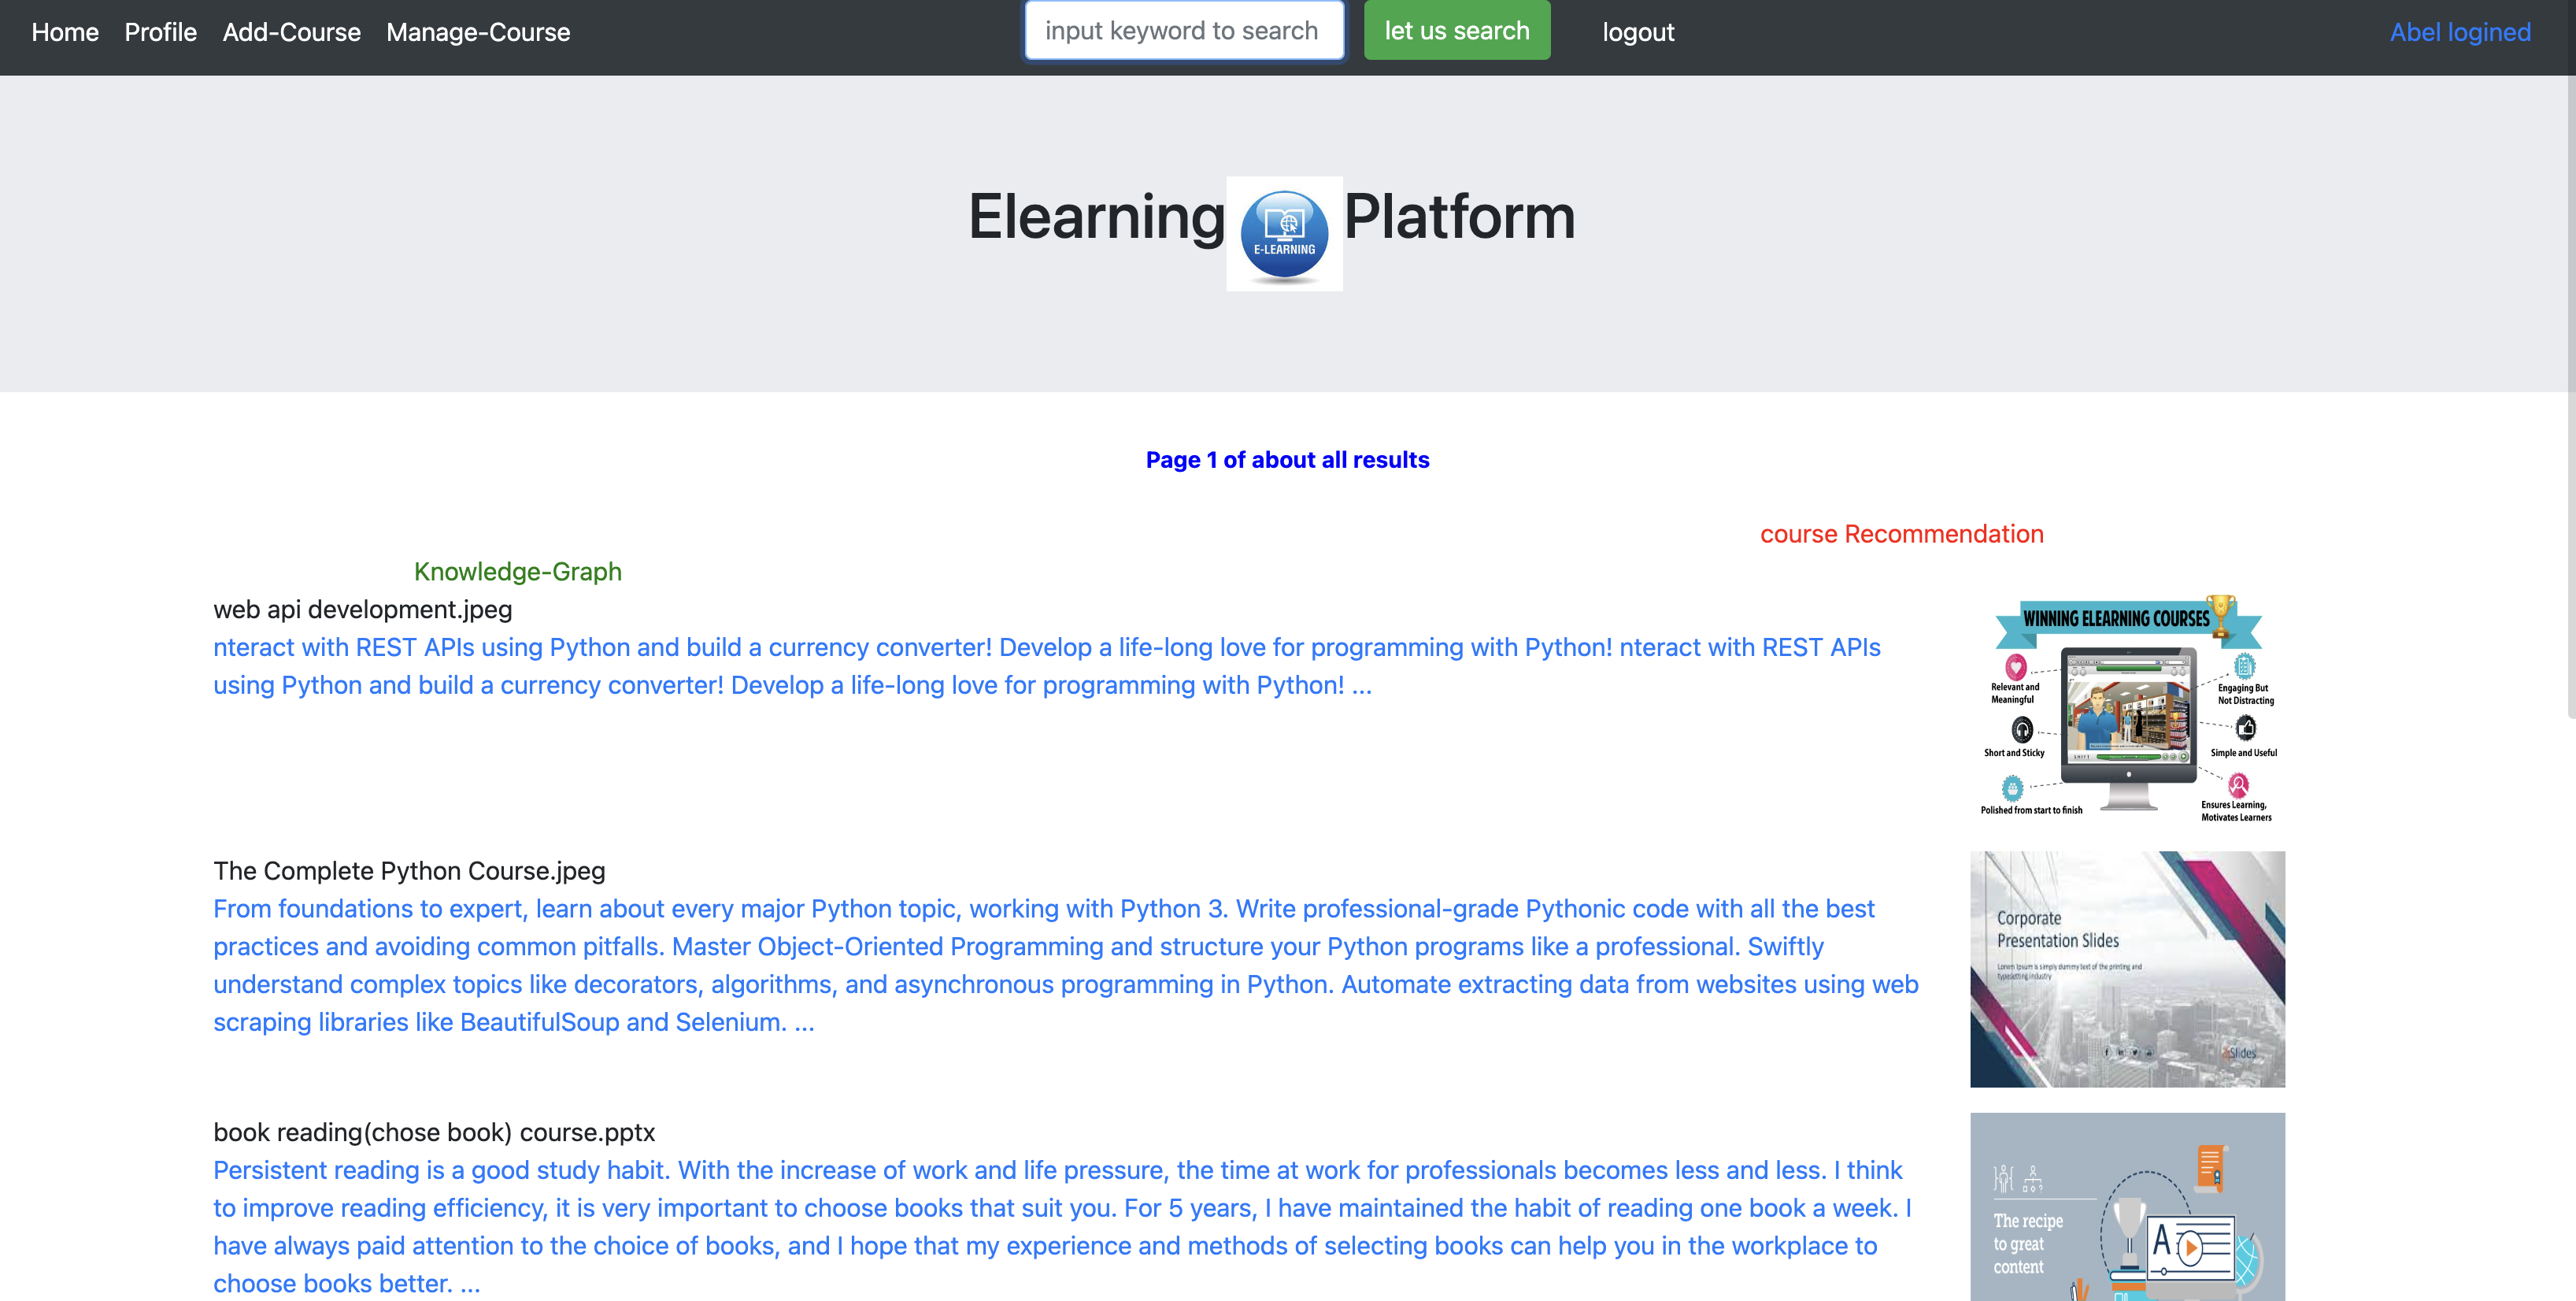 Home Profile Add-Course Manage-Course input keyword to search let us search logout Abel logined
Elearning E-LEARNING Platform
Page 1 of about all results
course Recommendation
Knowledge-Graph
web api development.jpeg
nteract with REST APIs using Python and build a currency converter! Develop a life-long love for programming with Python! nteract with REST APIs
using Python and build a currency converter! Develop a life-long love for programming with Python! ...
WINNING ELEARNING COURSES
Relevant and
Meaningful
Engaging But
Not Distracting
Short and Sticky
Simple and Useful
Polished from start to finish
Ensures Learning,
Motivates Learners
The Complete Python Course.jpeg
From foundations to expert, learn about every major Python topic, working with Python 3. Write professional-grade Pythonic code with all the best
practices and avoiding common pitfalls. Master Object-Oriented Programming and structure your Python programs like a professional. Swiftly
understand complex topics like decorators, algorithms, and asynchronous programming in Python. Automate extracting data from websites using web
scraping libraries like BeautifulSoup and Selenium. ...
Corporate
Presentation Slides
Lorem Ipsum is simply dummy text of the printing and
typesetting industry
Slides
book reading(chose book) course.pptx
Persistent reading is a good study habit. With the increase of work and life pressure, the time at work for professionals becomes less and less. I think
to improve reading efficiency, it is very important to choose books that suit you. For 5 years, I have maintained the habit of reading one book a week. I
have always paid attention to the choice of books, and I hope that my experience and methods of selecting books can help you in the workplace to
choose books better. ...
The recipe
to great
content
A